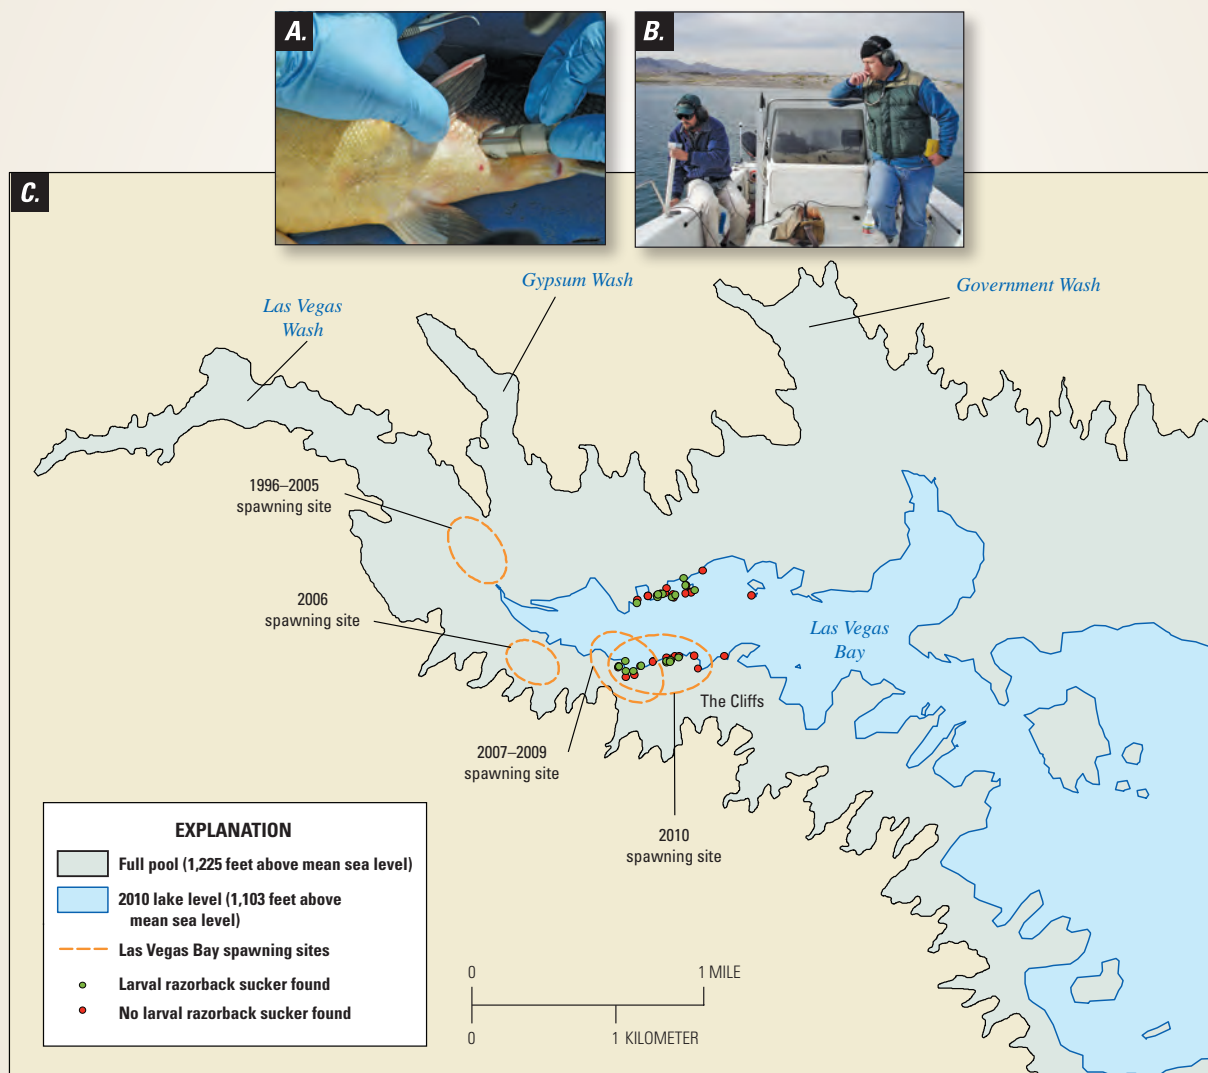 A.
B.
C.
Las Vegas
Wash
Gypsum Wash
Government Wash
1996–2005
spawning site
2006
spawning site
Las Vegas
Bay
The Cliffs
2007–2009
spawning site
2010
spawning site
EXPLANATION
Full pool (1,225 feet above mean sea level)
2010 lake level (1,103 feet above
mean sea level)
Las Vegas Bay spawning sites
Larval razorback sucker found
No larval razorback sucker found
0 1 MILE
0 1 KILOMETER